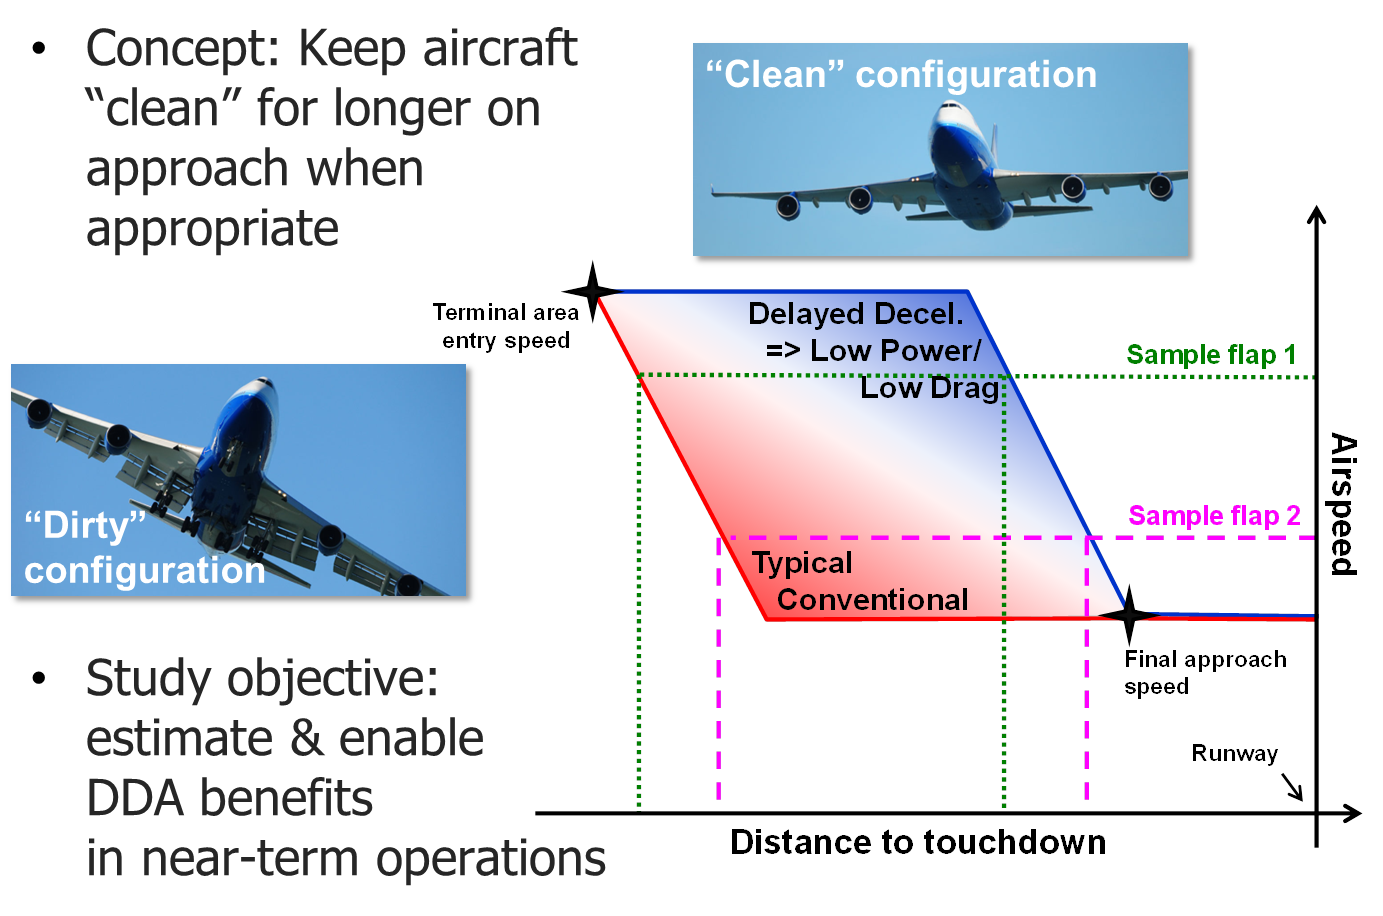 • Concept: Keep aircraft
“clean” for longer on
approach when
appropriate
“Clean” configuration
Terminal area
entry speed
Delayed Decel.
=> Low Power/
Low Drag
Sample flap 1
“Dirty”
configuration
Airspeed
Sample flap 2
Typical
Conventional
Final approach
speed
• Study objective:
estimate & enable
DDA benefits
in near-term operations
Runway
Distance to touchdown